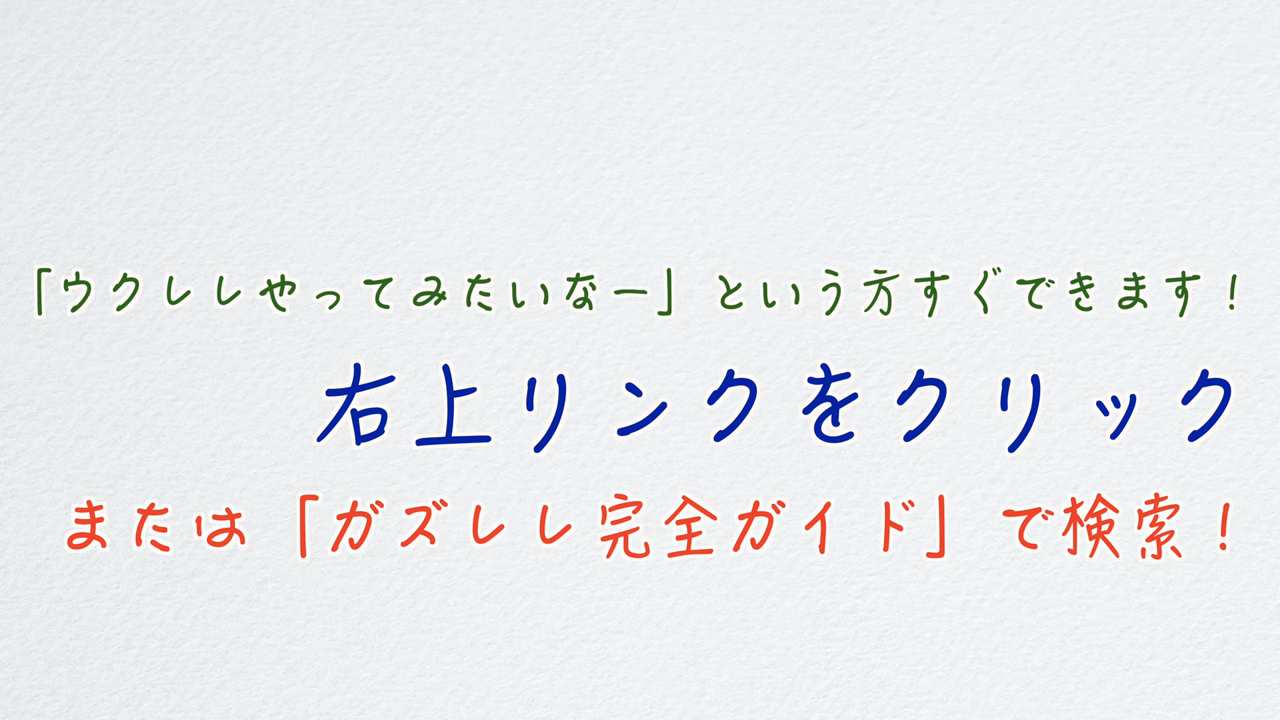 「ウクレレやってみたいなー」という方すぐできます！
右上リンクをクリック
または「ガズレレ完全ガイド」で検索！